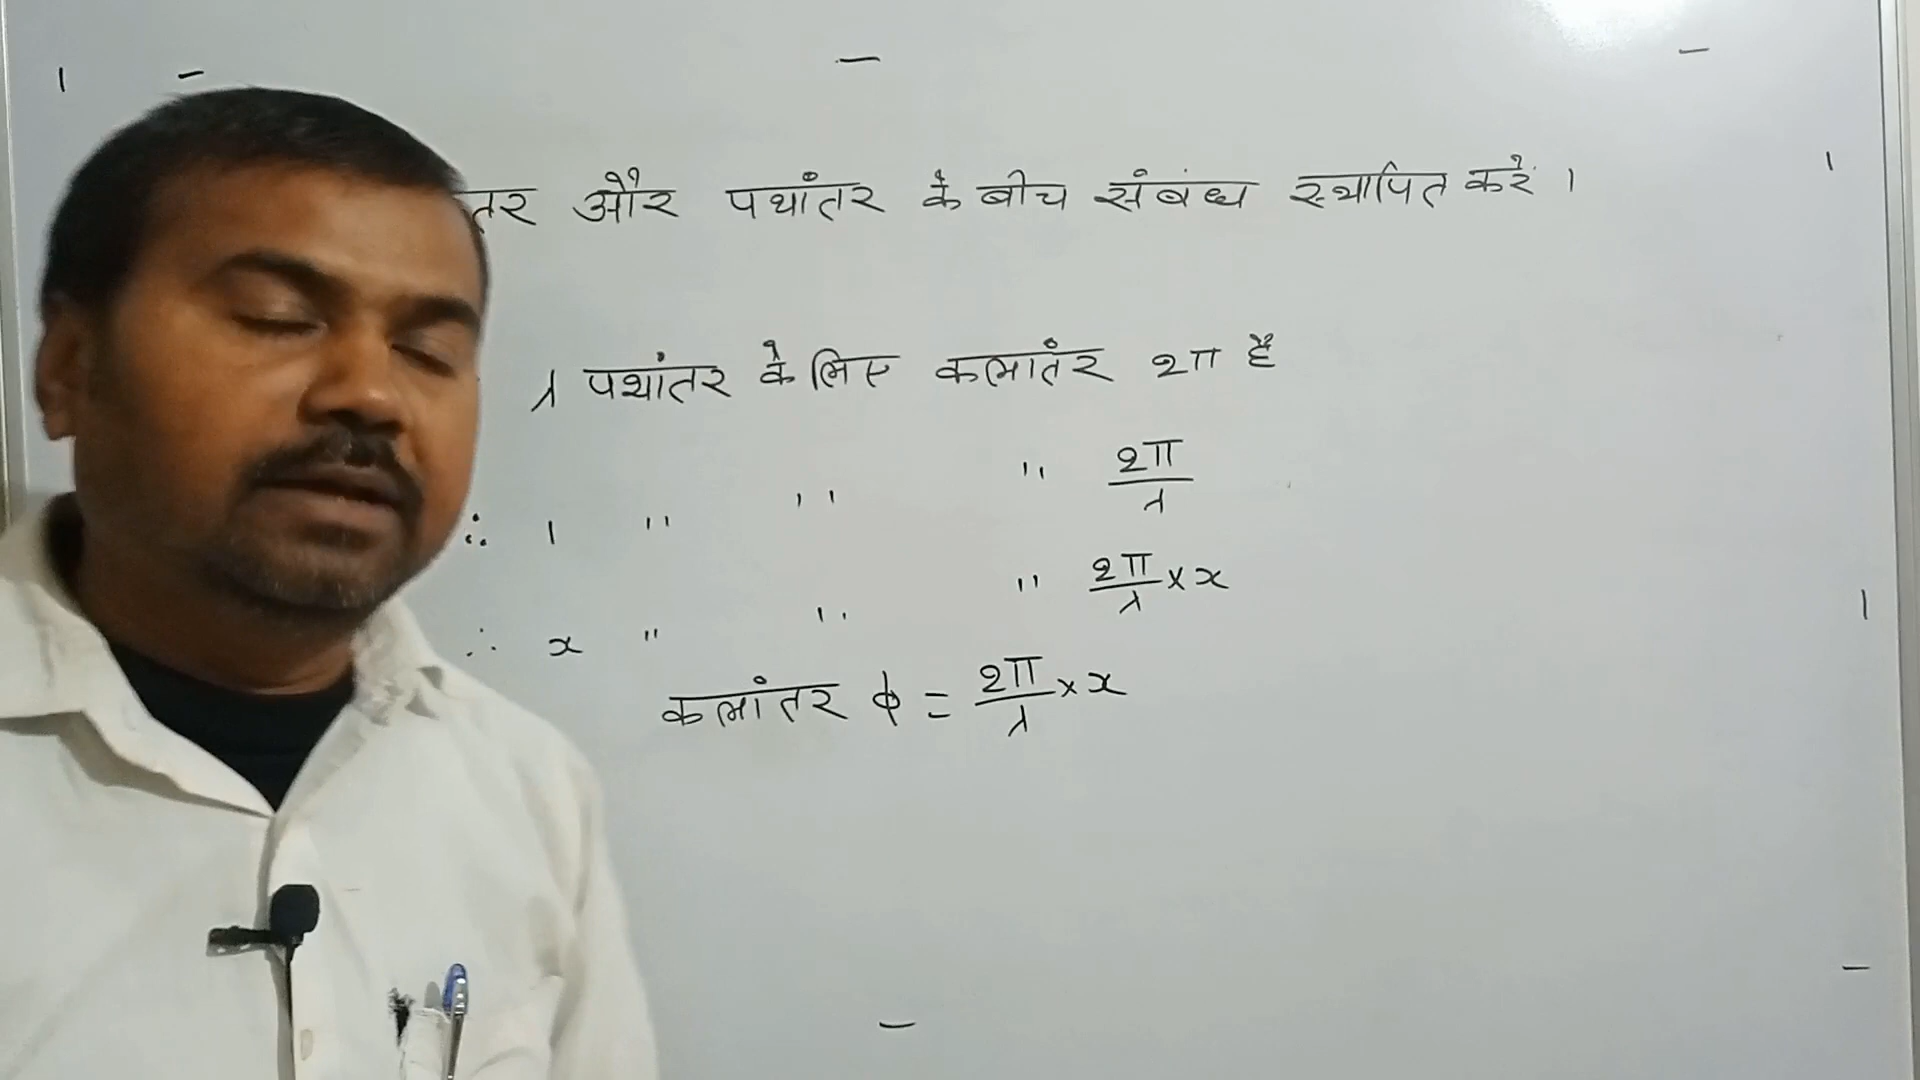 तर और पथांतर के बीच संबंध स्थापित करें ।
λ पथांतर के लिए कलांतर 2π है
∴ 1 " " " 2π/λ
∴ x " " " 2π/λ × x
कलांतर ϕ = 2π/λ × x